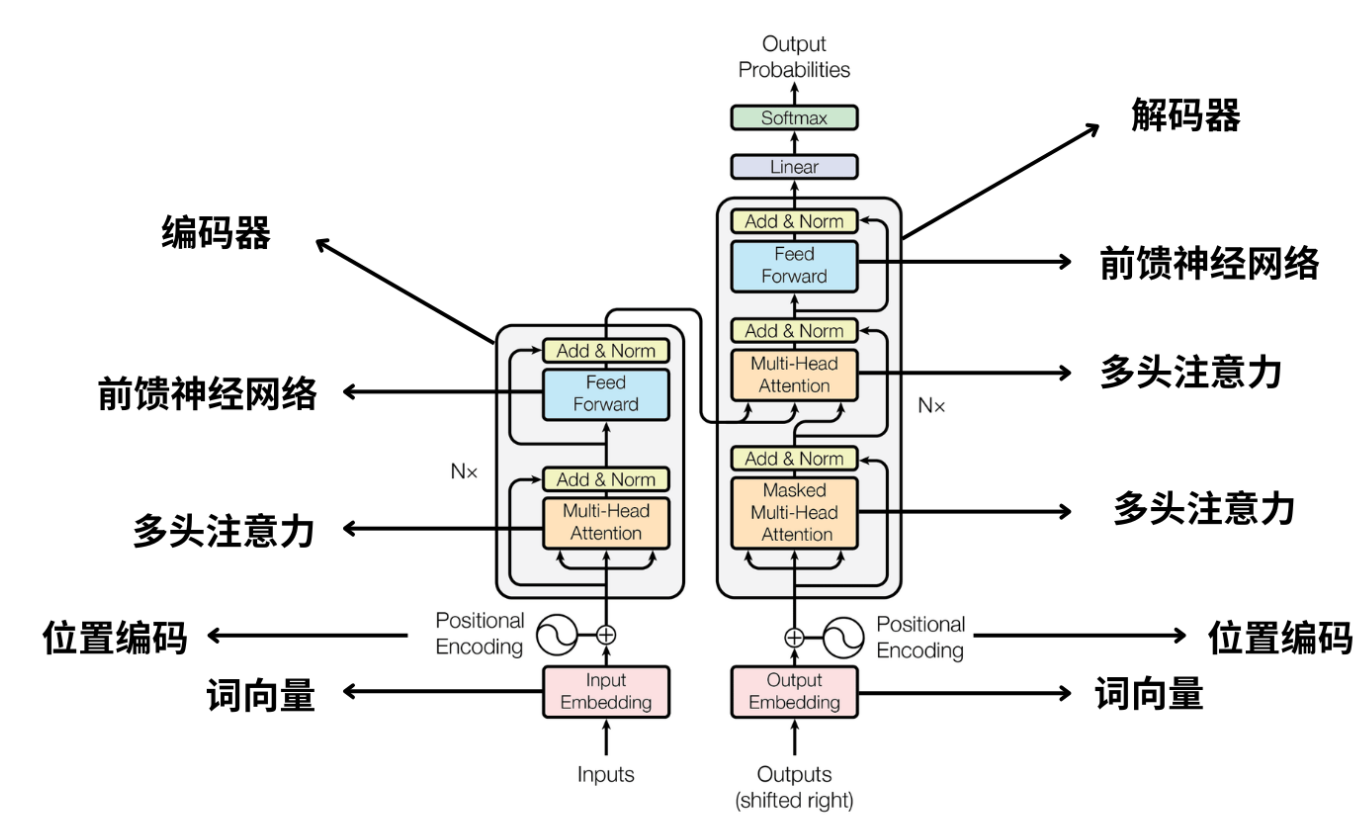 Output
Probabilities
Softmax
Linear
解码器
Add & Norm
Feed
Forward
前馈神经网络
Add & Norm
Multi-Head
Attention
多头注意力
N×
Add & Norm
Masked
Multi-Head
Attention
多头注意力
Positional
Encoding
位置编码
Output
Embedding
词向量
Outputs
(shifted right)
编码器
Add & Norm
Feed
Forward
前馈神经网络
N×
Add & Norm
Multi-Head
Attention
多头注意力
Positional
Encoding
位置编码
Input
Embedding
词向量
Inputs